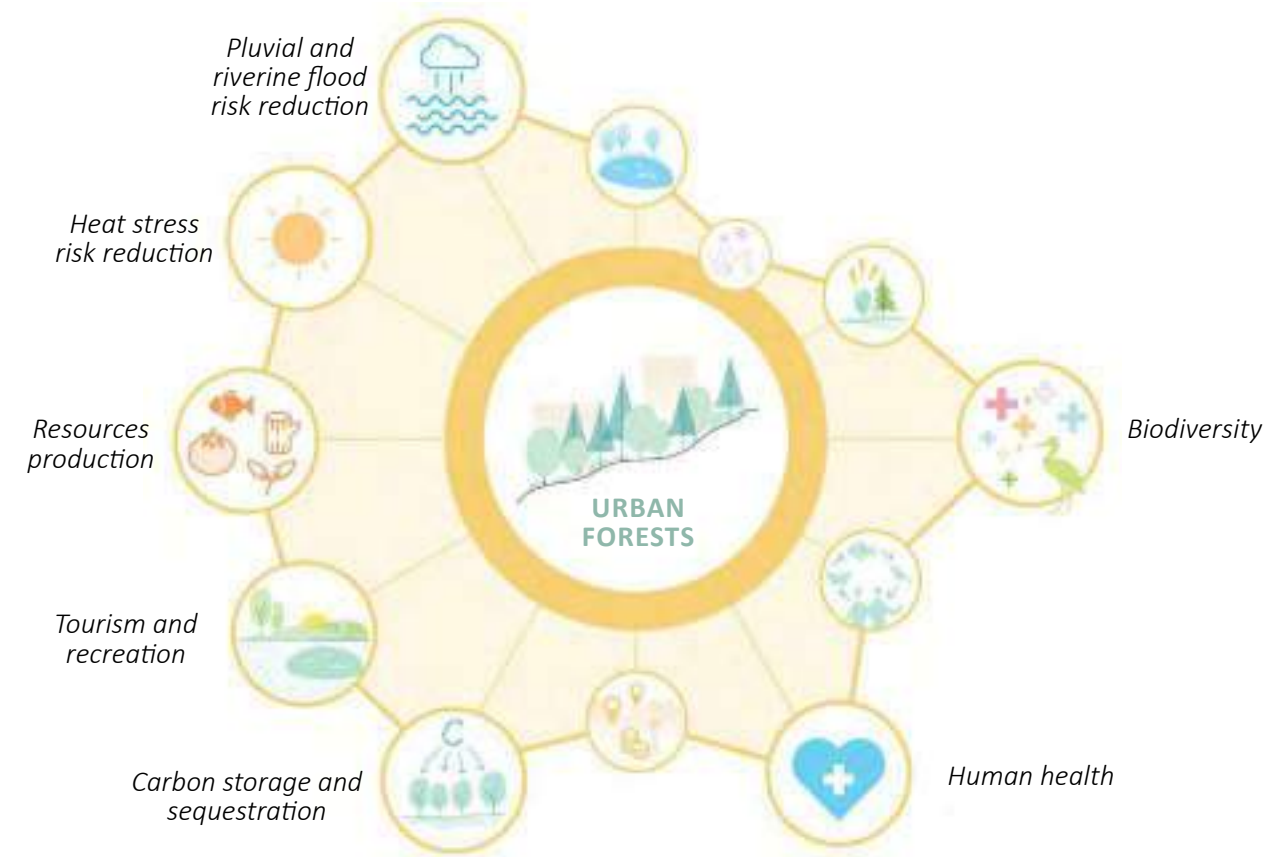 Pluvial and
riverine flood
risk reduction
Heat stress
risk reduction
Resources
production
Tourism and
recreation
Carbon storage and
sequestration
C
URBAN
FORESTS
Biodiversity
Human health